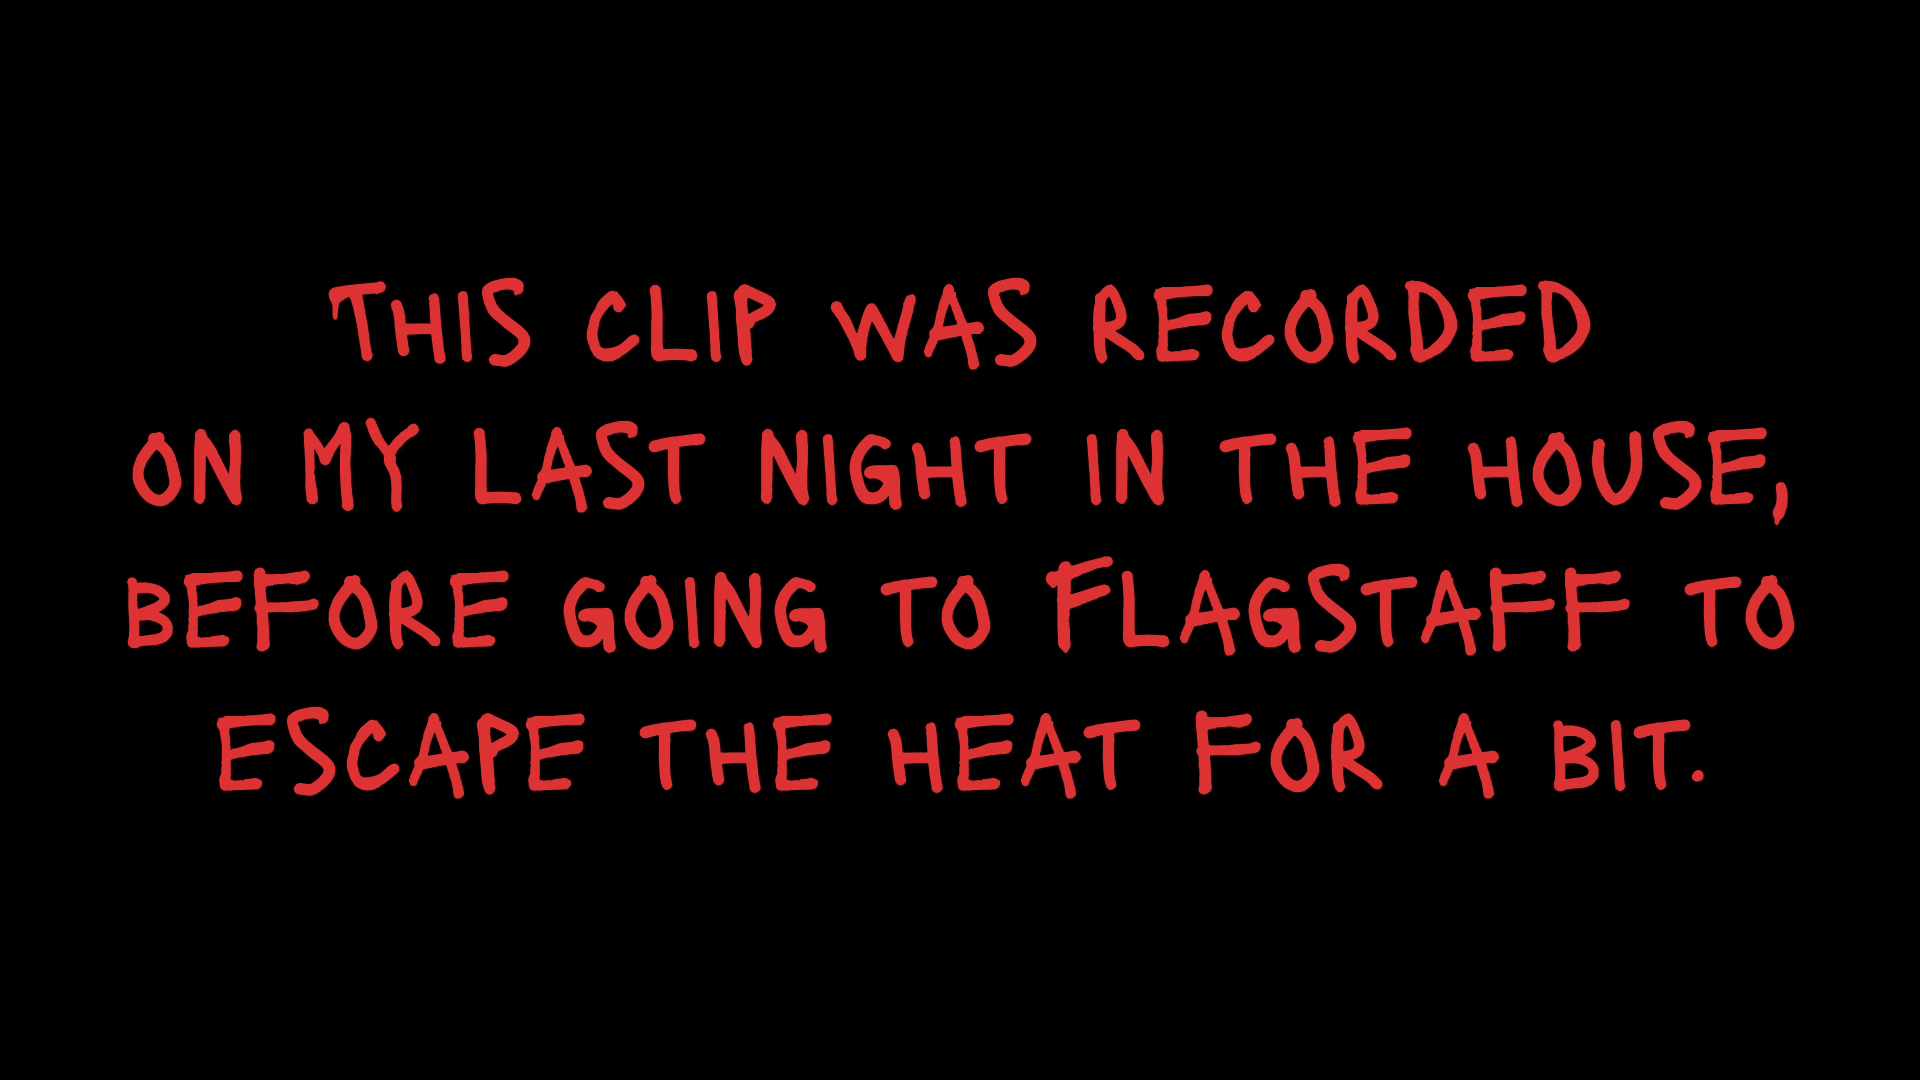 THIS CLIP WAS RECORDED
ON MY LAST NIGHT IN THE HOUSE,
BEFORE GOING TO FLAGSTAFF TO
ESCAPE THE HEAT FOR A BIT.